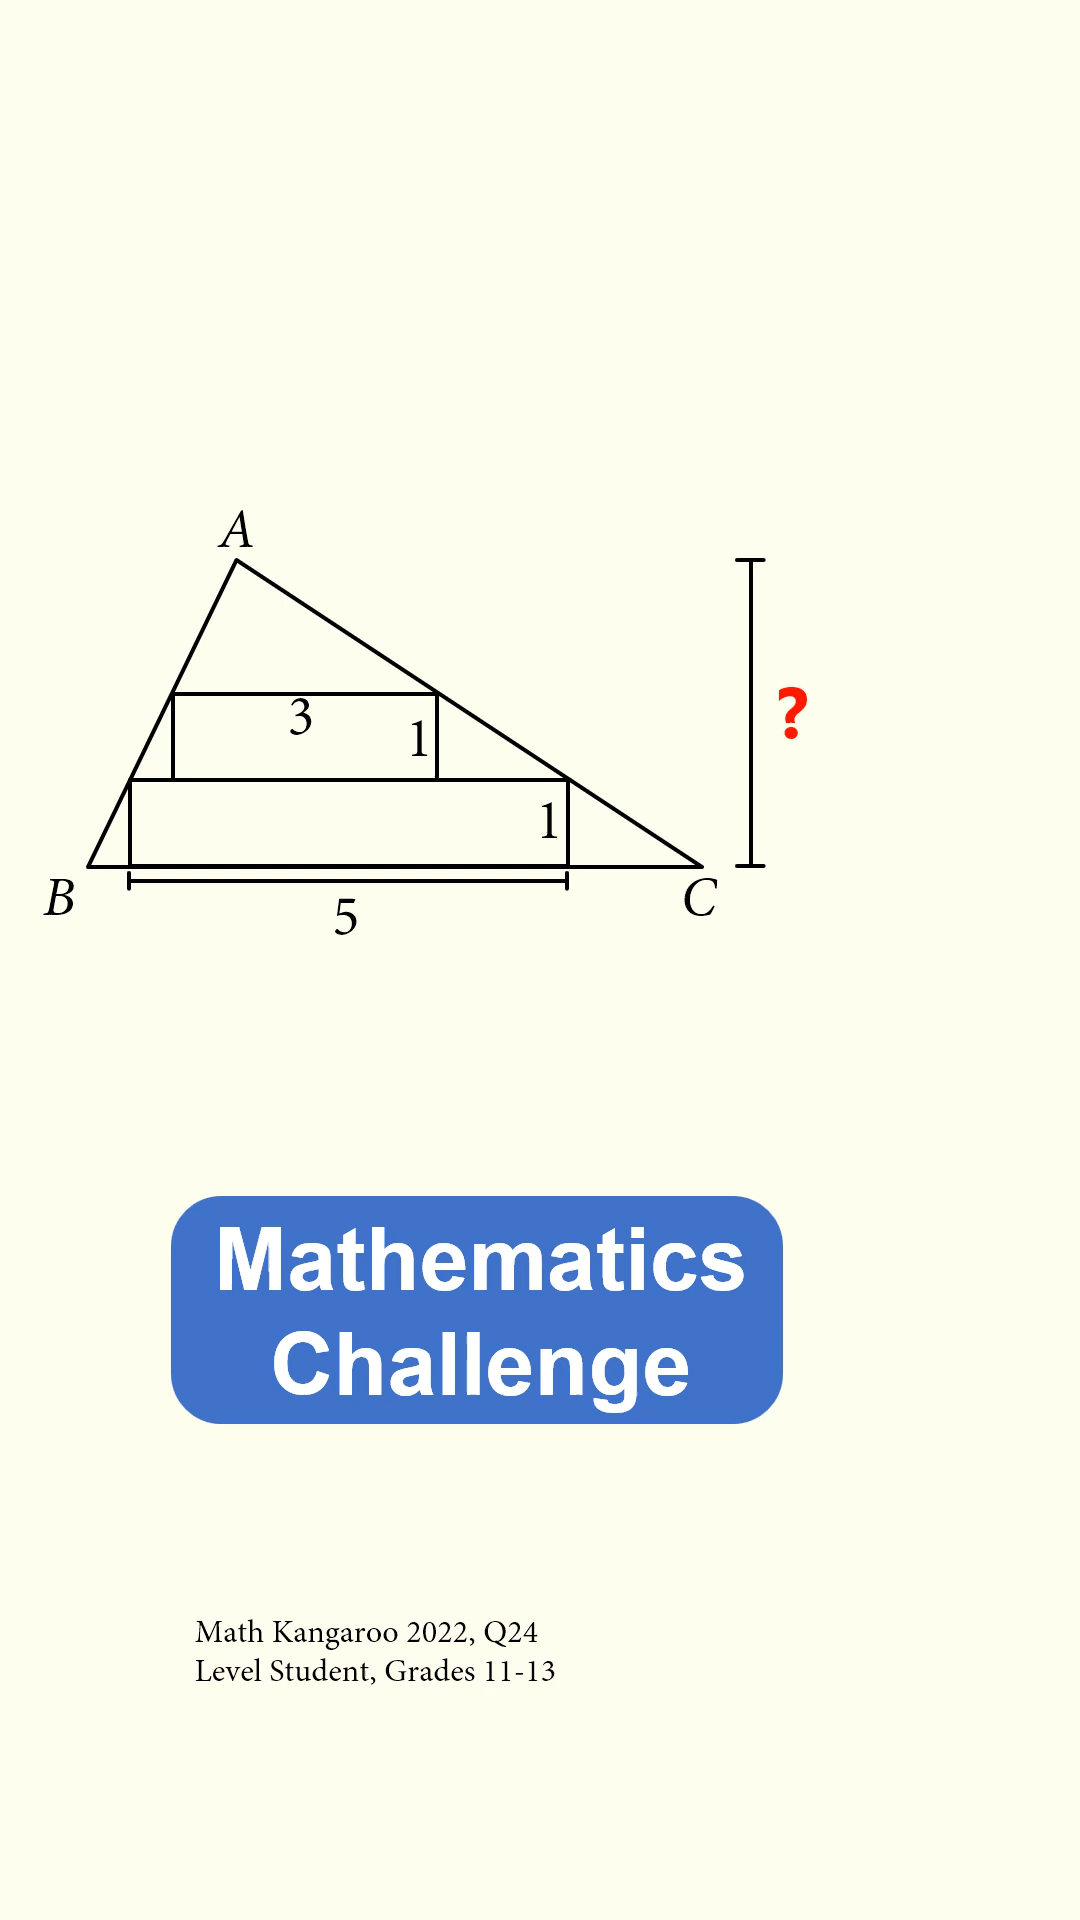 A
?
3
1
1
B
C
5
Mathematics
Challenge
Math Kangaroo 2022, Q24
Level Student, Grades 11-13